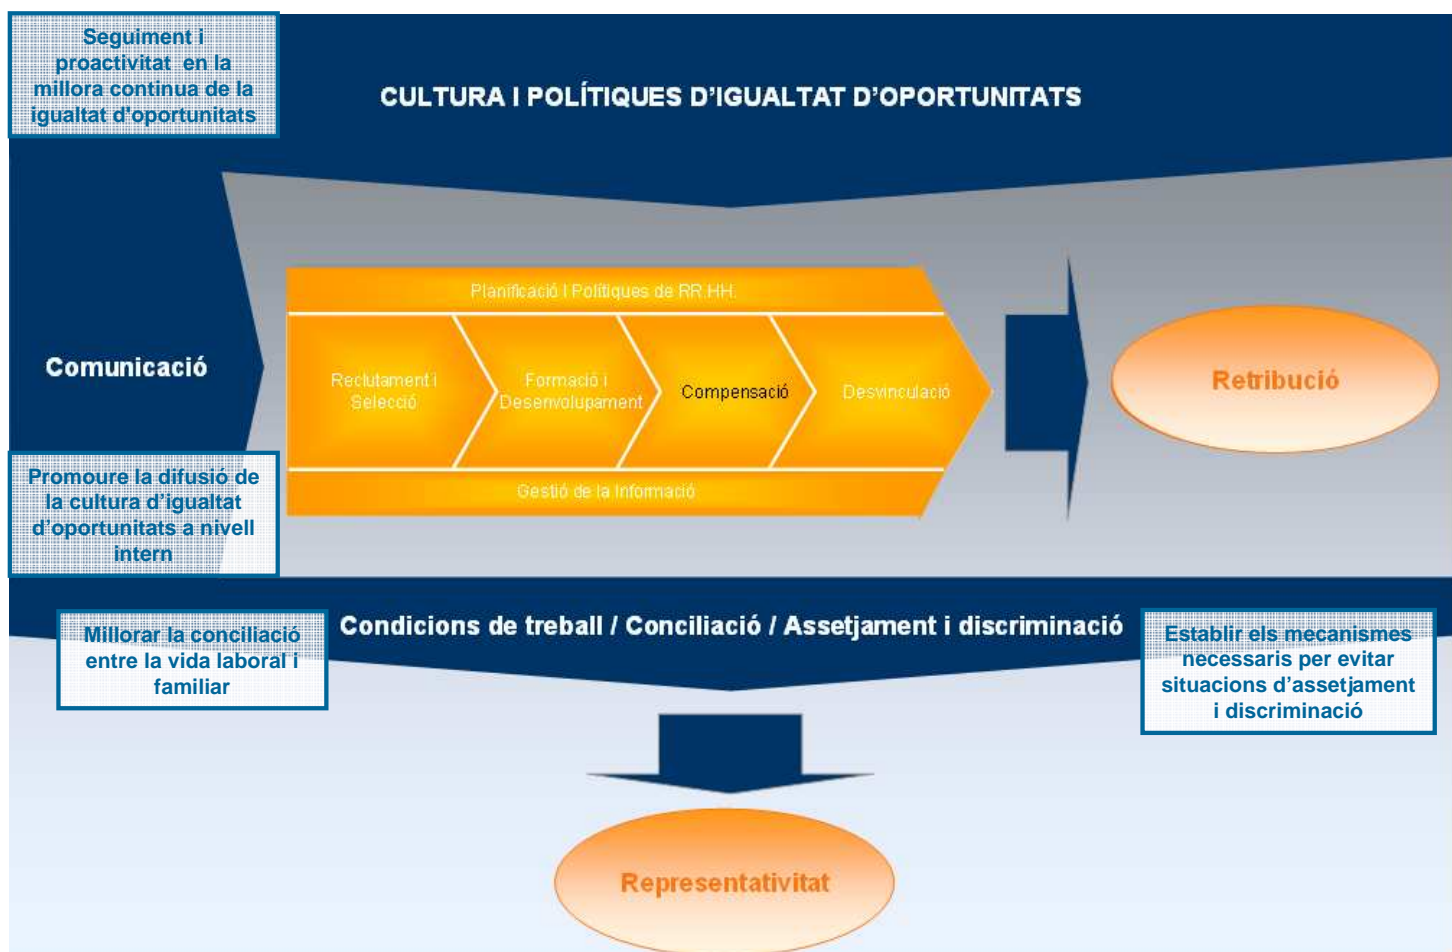 Seguiment i
proactivitat en la
millora continua de la
igualtat d'oportunitats
CULTURA I POLÍTIQUES D'IGUALTAT D'OPORTUNITATS
Planificació I Polítiques de RR.HH.
Comunicació
Reclutament i
Selecció
Formació i
Desenvolupament
Compensació
Desvinculació
Retribució
Gestió de la Informació
Promoure la difusió de
la cultura d'igualtat
d'oportunitats a nivell
intern
Condicions de treball / Conciliació / Assetjament i discriminació
Millorar la conciliació
entre la vida laboral i
familiar
Establir els mecanismes
necessaris per evitar
situacions d'assetjament
i discriminació
Representativitat